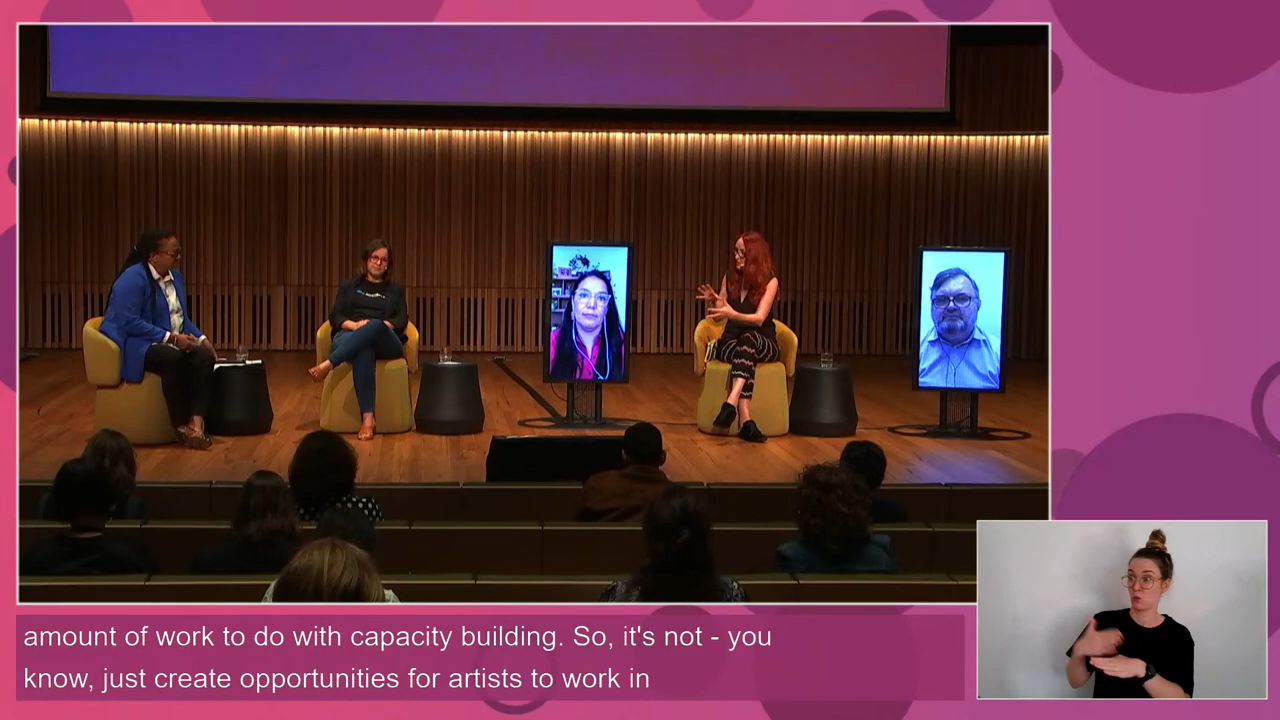 amount of work to do with capacity building. So, it's not - you
know, just create opportunities for artists to work in